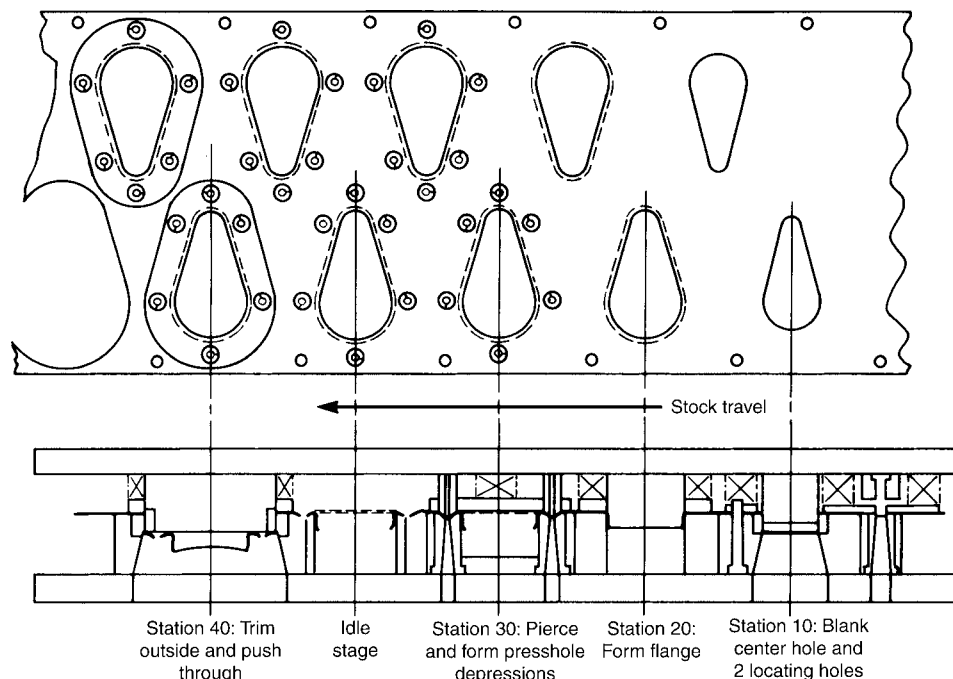 Stock travel
Station 40: Trim
outside and push
through
Idle
stage
Station 30: Pierce
and form presshole
depressions
Station 20:
Form flange
Station 10: Blank
center hole and
2 locating holes